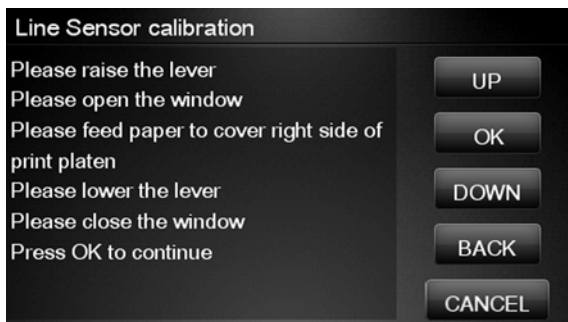 Line Sensor calibration
Please raise the lever
Please open the window
Please feed paper to cover right side of
print platen
Please lower the lever
Please close the window
Press OK to continue
UP
OK
DOWN
BACK
CANCEL